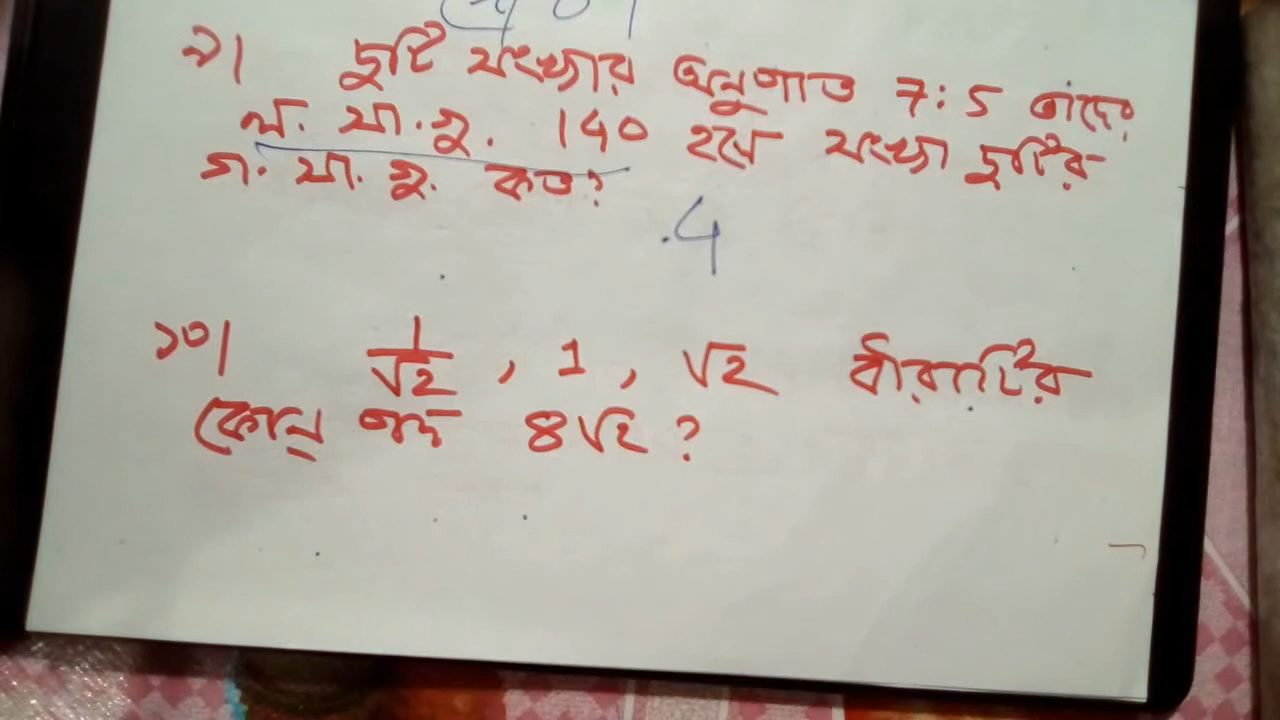 ৯। দুটি সংখ্যার অনুপাত 7:5 তাদের
ল. সা. গু. 140 হলে সংখ্যা দুটির
গ. সা. গু. কত?
.4
১০। 1/√2 , 1, √2 ধারাটির
কোন্ পদ 8√2 ?